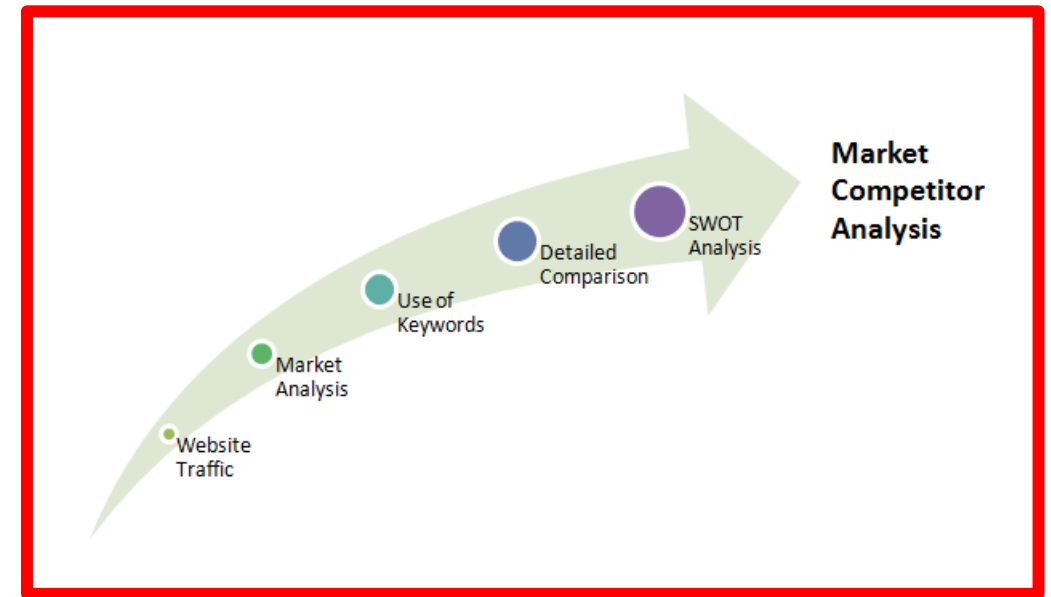 Market
Competitor
Analysis
SWOT
Analysis
Detailed
Comparison
Use of
Keywords
Market
Analysis
Website
Traffic